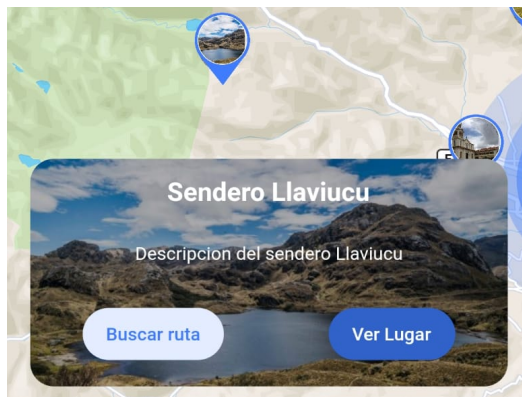 Sendero Llaviucu
Descripcion del sendero Llaviucu
Buscar ruta
Ver Lugar